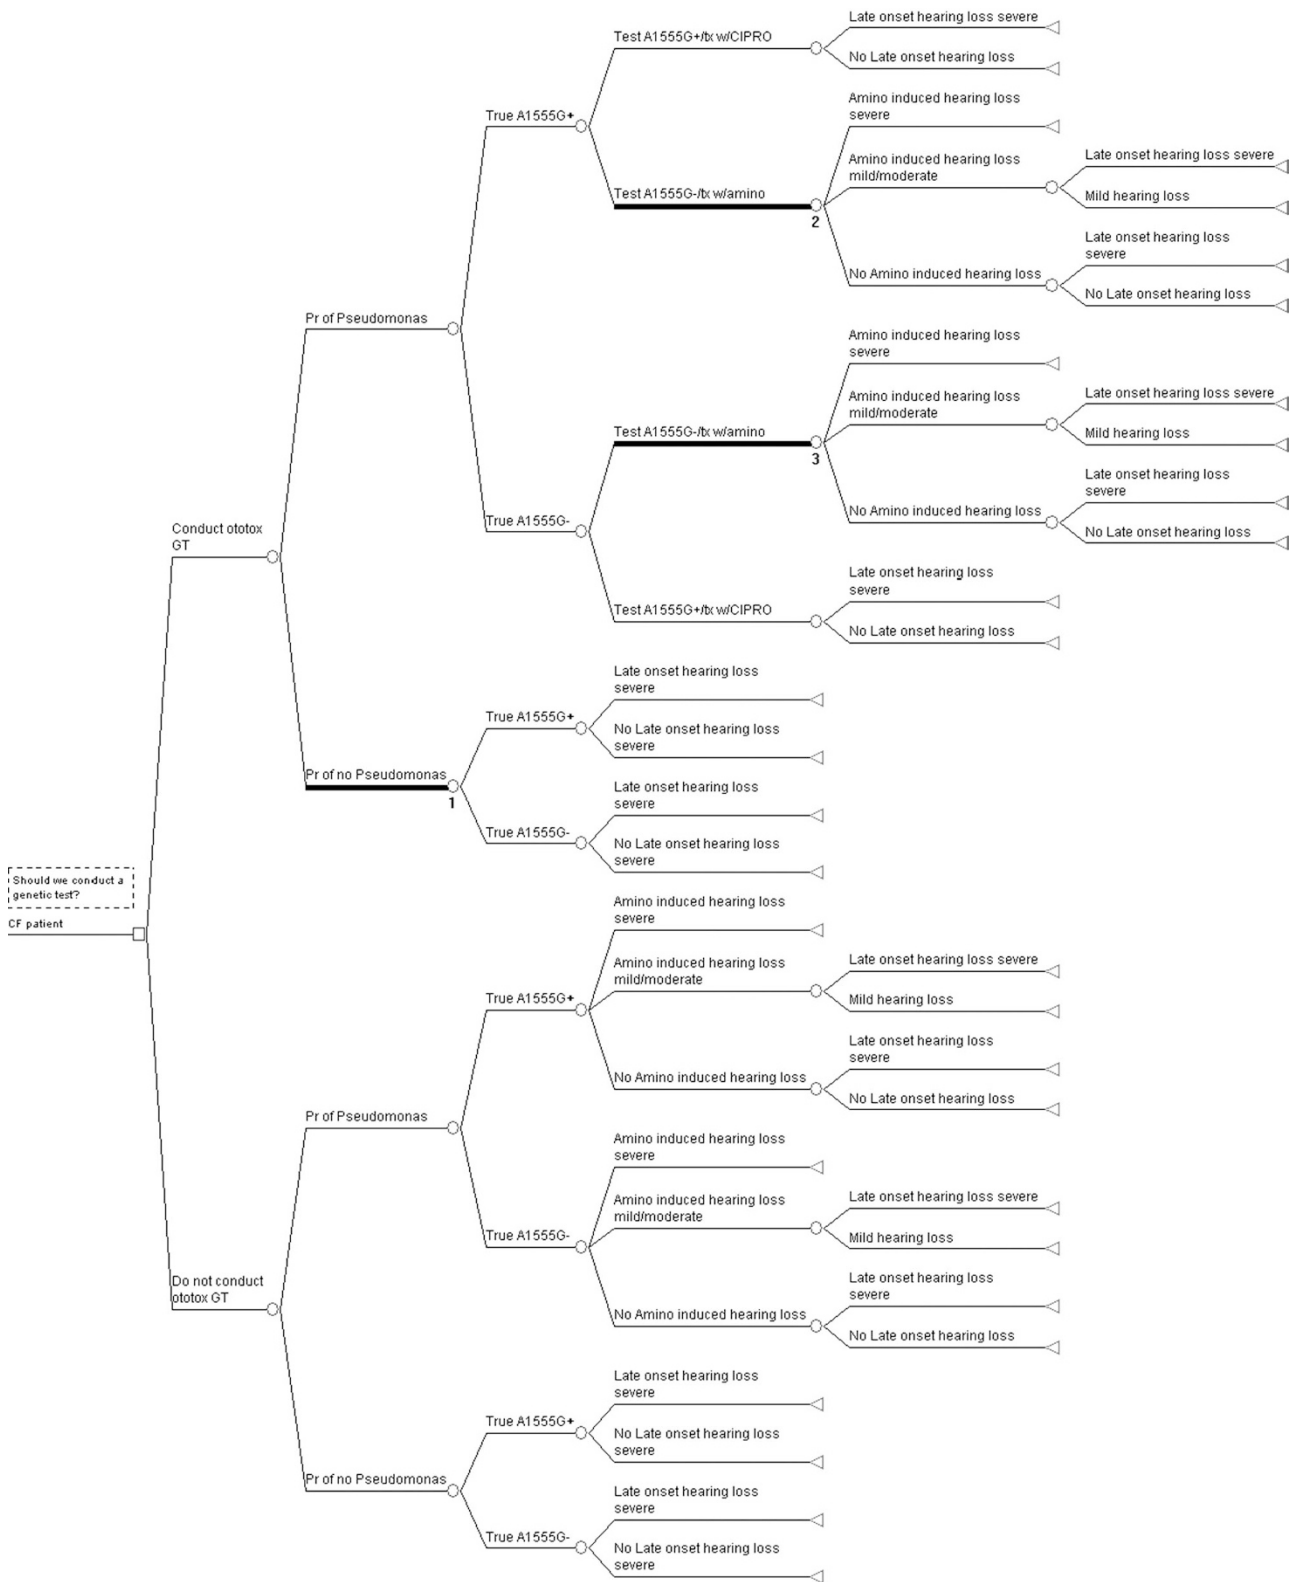 Late onset hearing loss severe
Test A1555G+/tx w/CIPRO
No Late onset hearing loss
Amino induced hearing loss
severe
True A1555G+
Amino induced hearing loss
mild/moderate
Late onset hearing loss severe
Test A1555G-/tx w/amino
Mild hearing loss
2
Late onset hearing loss
severe
No Amino induced hearing loss
No Late onset hearing loss
Pr of Pseudomonas
Amino induced hearing loss
severe
Amino induced hearing loss
mild/moderate
Late onset hearing loss severe
Test A1555G-/tx w/amino
Mild hearing loss
3
Late onset hearing loss
severe
No Amino induced hearing loss
True A1555G-
No Late onset hearing loss
Conduct ototox
GT
Late onset hearing loss
severe
Test A1555G+/tx w/CIPRO
No Late onset hearing loss
Late onset hearing loss
severe
True A1555G+
No Late onset hearing loss
severe
Pr of no Pseudomonas
1
Late onset hearing loss
severe
True A1555G-
No Late onset hearing loss
severe
Should we conduct a
genetic test?
CF patient
Amino induced hearing loss
severe
Amino induced hearing loss
mild/moderate
Late onset hearing loss severe
True A1555G+
Mild hearing loss
Late onset hearing loss
severe
No Amino induced hearing loss
No Late onset hearing loss
Pr of Pseudomonas
Amino induced hearing loss
severe
Amino induced hearing loss
mild/moderate
Late onset hearing loss severe
True A1555G-
Mild hearing loss
Do not conduct
ototox GT
Late onset hearing loss
severe
No Amino induced hearing loss
No Late onset hearing loss
Late onset hearing loss
severe
True A1555G+
No Late onset hearing loss
severe
Pr of no Pseudomonas
Late onset hearing loss
severe
True A1555G-
No Late onset hearing loss
severe